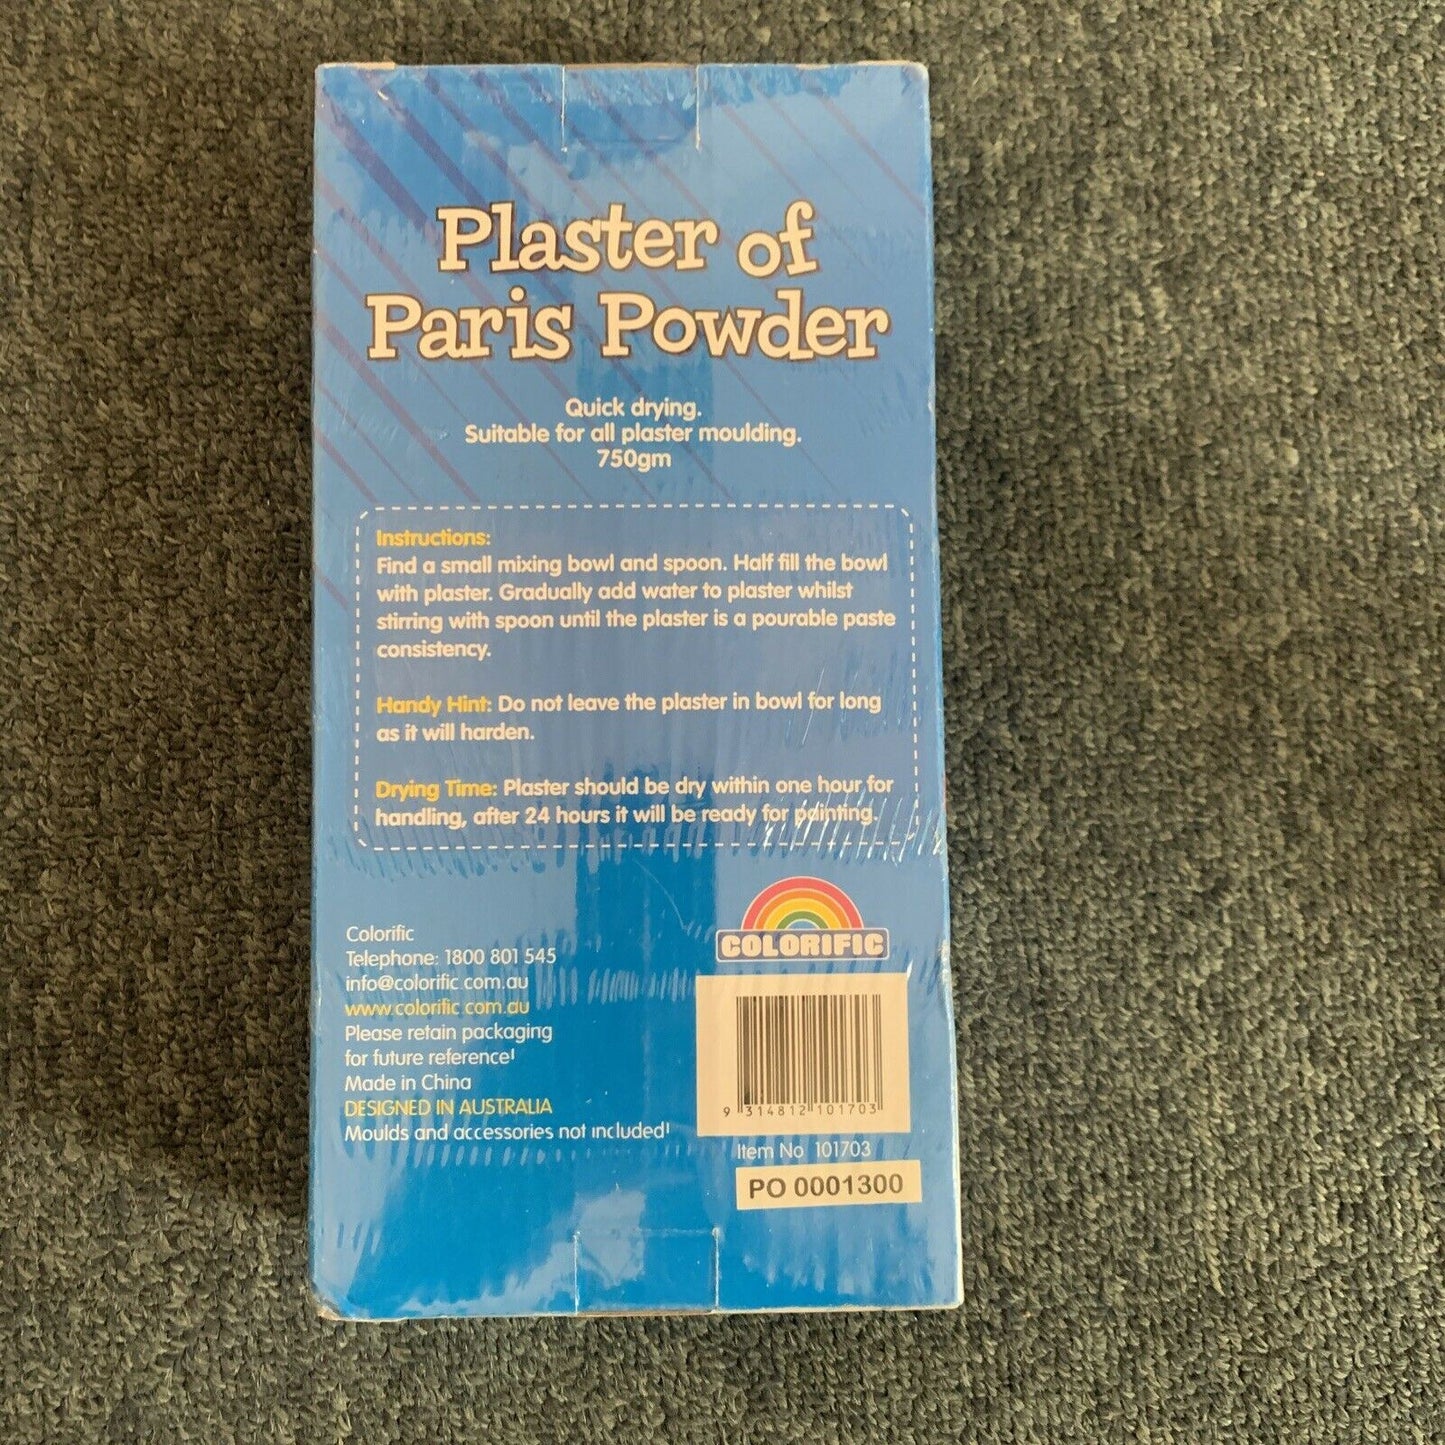 Plaster of
Paris Powder
Quick drying.
Suitable for all plaster moulding.
750gm
Instructions:
Find a small mixing bowl and spoon. Half fill the bowl
with plaster. Gradually add water to plaster whilst
stirring with spoon until the plaster is a pourable paste
consistency.
Handy Hint: Do not leave the plaster in bowl for long
as it will harden.
Drying Time: Plaster should be dry within one hour for
handling, after 24 hours it will be ready for painting.
Colorific
Telephone: 1800 801 545
info@colorific.com.au
www.colorific.com.au
Please retain packaging
for future reference!
Made in China
DESIGNED IN AUSTRALIA
Moulds and accessories not included!
COLORIFIC
9 314812 101703
Item No 101703
PO 0001300